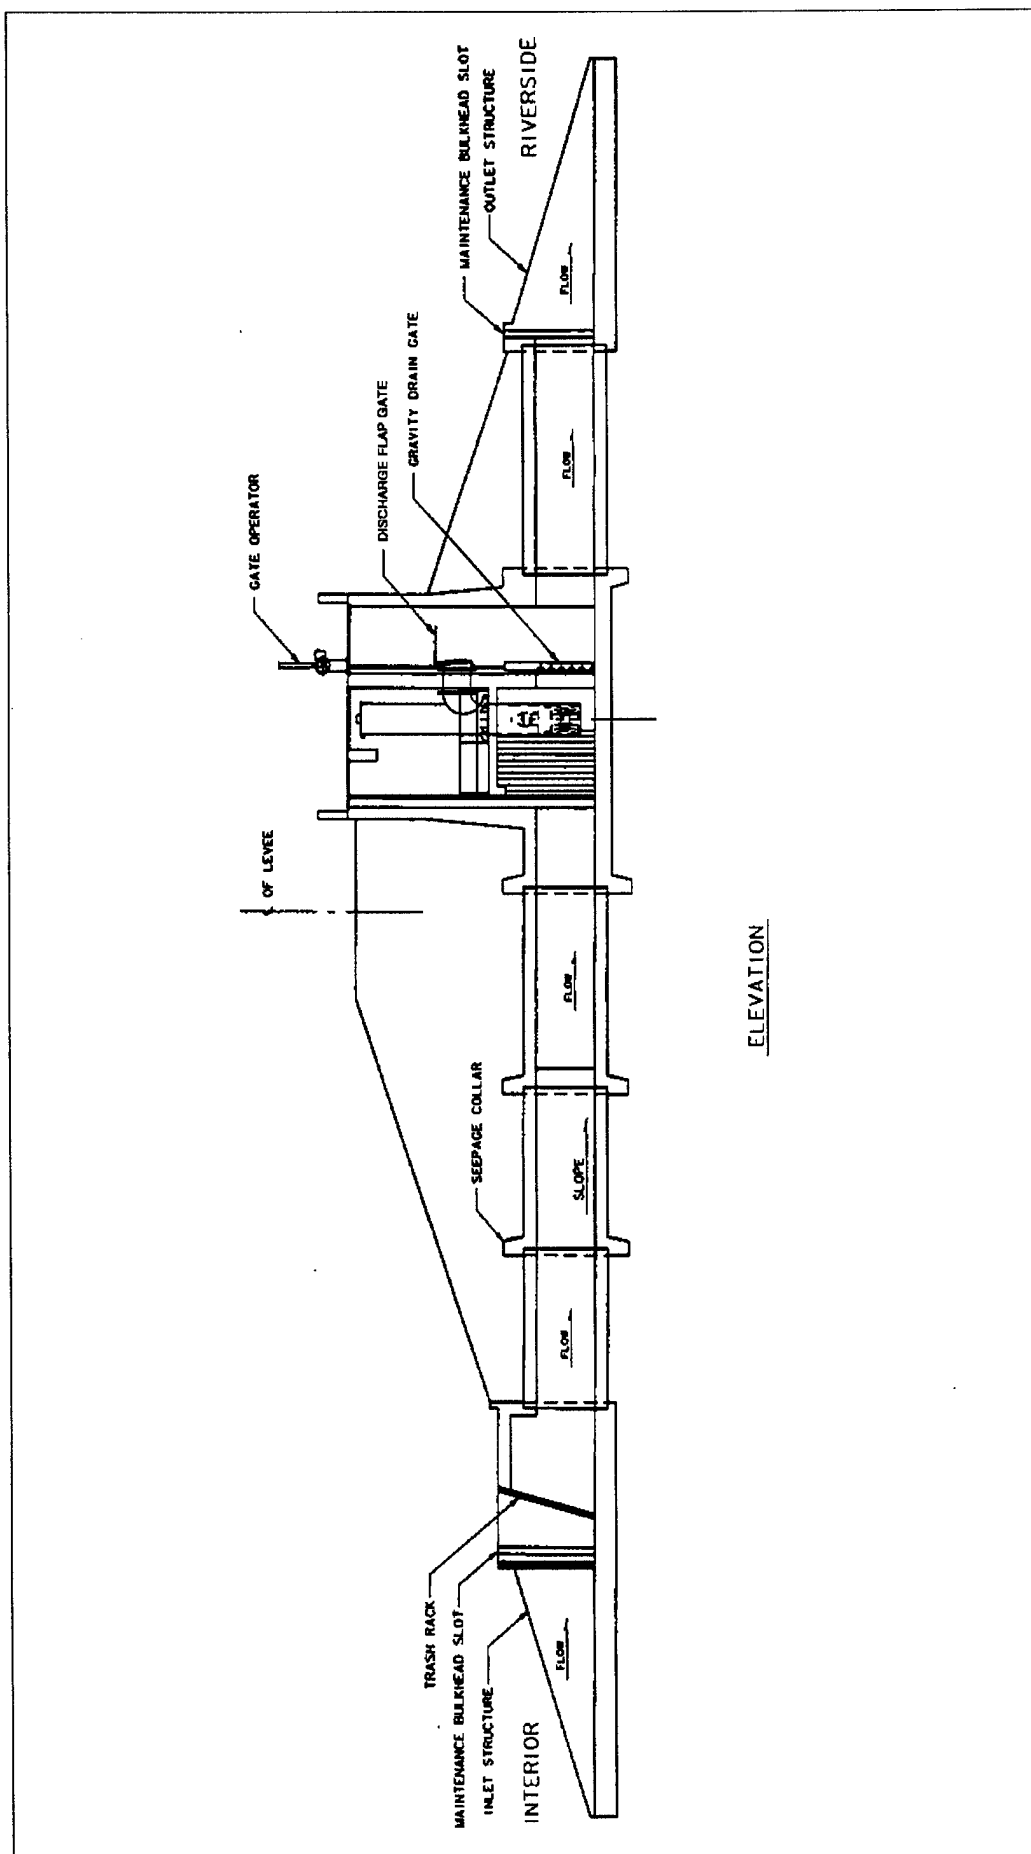 GATE OPERATOR
℄ OF LEVEE
DISCHARGE FLAP GATE
GRAVITY DRAIN GATE
MAINTENANCE BULKHEAD SLOT
OUTLET STRUCTURE
RIVERSIDE
SEEPAGE COLLAR
TRASH RACK
MAINTENANCE BULKHEAD SLOT
INLET STRUCTURE
INTERIOR
FLOW
FLOW
SLOPE
FLOW
FLOW
FLOW
ELEVATION